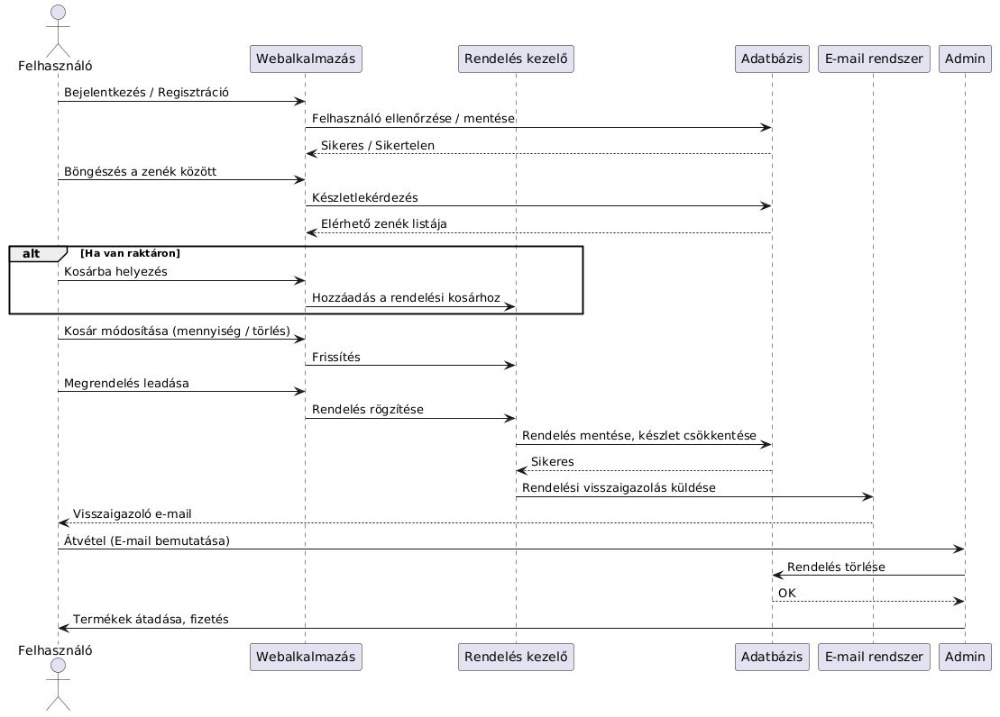 Felhasználó
Webalkalmazás
Rendelés kezelő
Adatbázis
E-mail rendszer
Admin
Bejelentkezés / Regisztráció
Felhasználó ellenőrzése / mentése
Sikeres / Sikertelen
Böngészés a zenék között
Készletlekérdezés
Elérhető zenék listája
alt
[Ha van raktáron]
Kosárba helyezés
Hozzáadás a rendelési kosárhoz
Kosár módosítása (mennyiség / törlés)
Frissítés
Megrendelés leadása
Rendelés rögzítése
Rendelés mentése, készlet csökkentése
Sikeres
Rendelési visszaigazolás küldése
Visszaigazoló e-mail
Átvétel (E-mail bemutatása)
Rendelés törlése
OK
Termékek átadása, fizetés
Felhasználó
Webalkalmazás
Rendelés kezelő
Adatbázis
E-mail rendszer
Admin